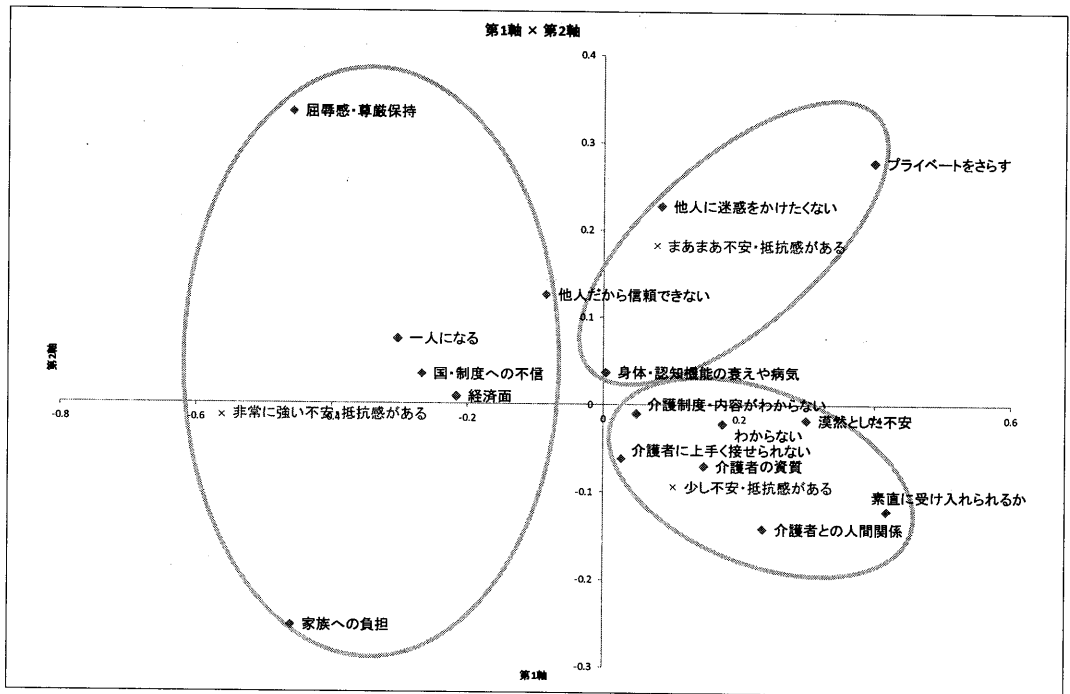 第1軸 × 第2軸
0.4
屈辱感・尊厳保持
0.3
プライベートをさらす
他人に迷惑をかけたくない
0.2
まあまあ不安・抵抗感がある
他人だから信頼できない
0.1
一人になる
国・制度への不信
身体・認知機能の衰えや病気
経済面
第2軸
-0.8
-0.6
非常に強い不安・抵抗感がある
-0.4
-0.2
0
0
0.2
0.4
0.6
介護制度・内容がわからない
漠然とした不安
わからない
介護者に上手く接せられない
介護者の資質
-0.1
少し不安・抵抗感がある
素直に受け入れられるか
介護者との人間関係
-0.2
家族への負担
-0.3
第1軸